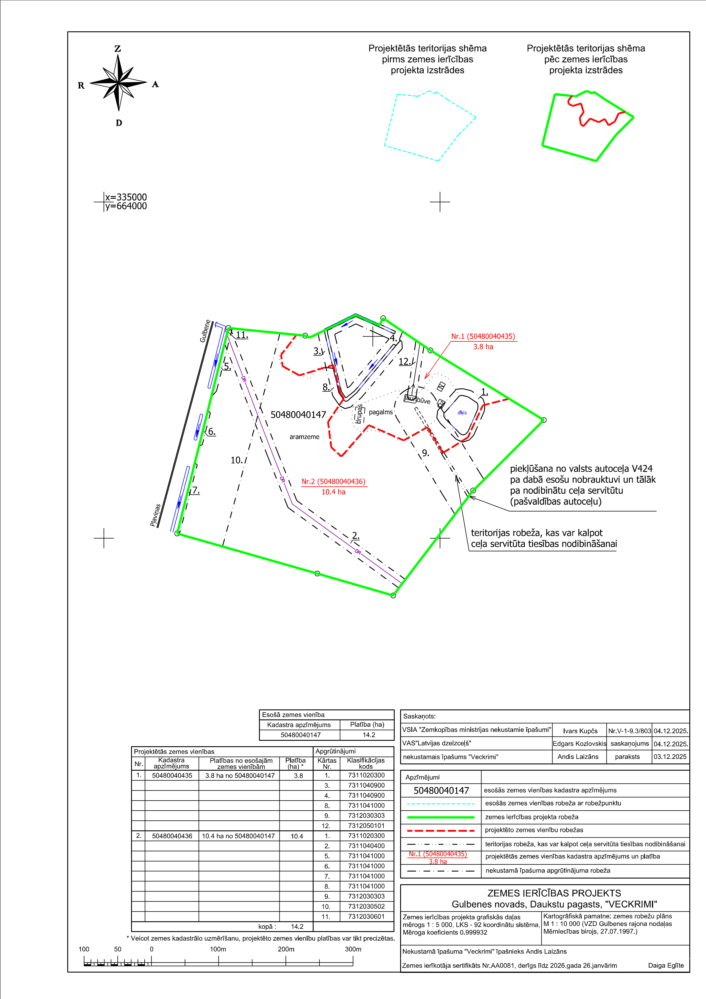 Z
R
A
D
Projektētās teritorijas shēma
pirms zemes ierīcības
projekta izstrādes
Projektētās teritorijas shēma
pēc zemes ierīcības
projekta izstrādes
x=335000
y=664000
Gulbene
Pļaviņas
11.
5.
6.
7.
10.
3.
8.
4.
12.
1.
9.
2.
DR
DR
DR
50480040147
aramzeme
drupas
pagalms
jaunbūve
dīķis
N
Dz
Nr.1 (50480040435)
3.8 ha
Nr.2 (50480040436)
10.4 ha
piekļūšana no valsts autoceļa V424
pa dabā esošu nobrauktuvi un tālāk
pa nodibinātu ceļa servitūtu
(pašvaldības autoceļu)
teritorijas robeža, kas var kalpot
ceļa servitūta tiesības nodibināšanai
Esošā zemes vienība
Kadastra apzīmējums Platība (ha)
50480040147 14.2
Projektētās zemes vienības Apgrūtinājumi
Nr. Kadastra apzīmējums Platības no esošajām zemes vienībām Platība (ha) * Kārtas Nr. Klasifikācijas kods
1. 50480040435 3.8 ha no 50480040147 3.8 1. 7311020300
3. 7311040900
4. 7311040900
8. 7311041000
9. 7312030303
12. 7312050101
2. 50480040436 10.4 ha no 50480040147 10.4 1. 7311020300
2. 7311040400
5. 7311041000
6. 7311041000
7. 7311041000
8. 7311041000
9. 7312030303
10. 7312030502
11. 7312030601
kopā : 14.2
* Veicot zemes kadastrālo uzmērīšanu, projektēto zemes vienību platības var tikt precizētas.
100 50 0 100m 200m 300m
Saskaņots:
VSIA "Zemkopības ministrijas nekustamie īpašumi" Ivars Kupčs Nr.V-1-9.3/803 04.12.2025.
VAS"Latvijas dzelzceļš" Edgars Kozlovskis saskaņojums 04.12.2025.
nekustamais īpašums "Veckrimi" Andis Laizāns paraksts 03.12.2025
Apzīmējumi
50480040147 esošās zemes vienības kadastra apzīmējums
esošās zemes vienības robeža ar robežpunktu
zemes ierīcības projekta robeža
projektēto zemes vienību robežas
teritorijas robeža, kas var kalpot ceļa servitūta tiesības nodibināšanai
Nr.1 (50480040435)
3.8 ha
projektētās zemes vienības kadastra apzīmējums un platība
nekustamā īpašuma apgrūtinājuma robeža
ZEMES IERĪCĪBAS PROJEKTS
Gulbenes novads, Daukstu pagasts, "VECKRIMI"
Zemes ierīcības projekta grafiskās daļas
mērogs 1 : 5 000, LKS - 92 koordinātu sistēma,
Mēroga koeficients 0.999932
Kartogrāfiskā pamatne: zemes robežu plāns
M 1 : 10 000 (VZD Gulbenes rajona nodaļas
Mērniecības birojs, 27.07.1997.)
Nekustamā īpašuma "Veckrimi" īpašnieks Andis Laizāns
Zemes ierīkotāja sertifikāts Nr.AA0081, derīgs līdz 2026.gada 26.janvārim Daiga Eglīte